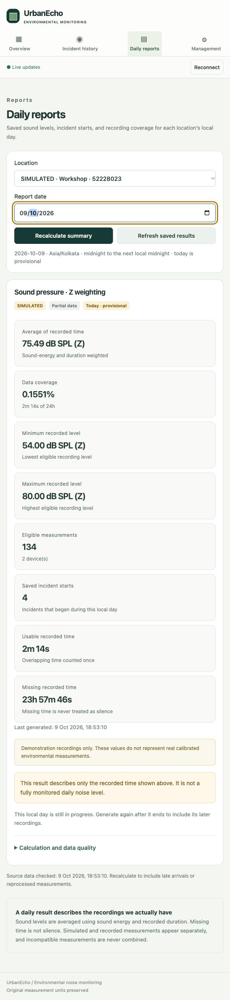 UrbanEcho
ENVIRONMENTAL MONITORING
Overview
Incident history
Daily reports
Management
Live updates
Reconnect
Reports
Daily reports
Saved sound levels, incident starts, and recording coverage for each location's local
day.
Location
SIMULATED · Workshop · 52228023
Report date
09/10/2026
Recalculate summary
Refresh saved results
2026-10-09 · Asia/Kolkata · midnight to the next local midnight · today is
provisional
Sound pressure · Z weighting
SIMULATED
Partial data
Today · provisional
Average of recorded time
75.49 dB SPL (Z)
Sound-energy and duration weighted
Data coverage
0.1551%
2m 14s of 24h
Minimum recorded level
54.00 dB SPL (Z)
Lowest eligible recording level
Maximum recorded level
80.00 dB SPL (Z)
Highest eligible recording level
Eligible measurements
134
2 device(s)
Saved incident starts
4
Incidents that began during this local day
Usable recorded time
2m 14s
Overlapping time counted once
Missing recorded time
23h 57m 46s
Missing time is never treated as silence
Last generated: 9 Oct 2026, 18:53:10
Demonstration recordings only. These values do not represent real calibrated
environmental measurements.
This result describes only the recorded time shown above. It is not a
fully monitored daily noise level.
This local day is still in progress. Generate again after it ends to include its later
recordings.
Calculation and data quality
Source data checked: 9 Oct 2026, 18:53:10. Recalculate to include late arrivals or
reprocessed measurements.
A daily result describes the recordings we actually have
Sound levels are averaged using sound energy and recorded duration. Missing
time is not silence. Simulated and recorded measurements appear separately,
and incompatible measurements are never combined.
UrbanEcho / Environmental noise monitoring
Original measurement units preserved